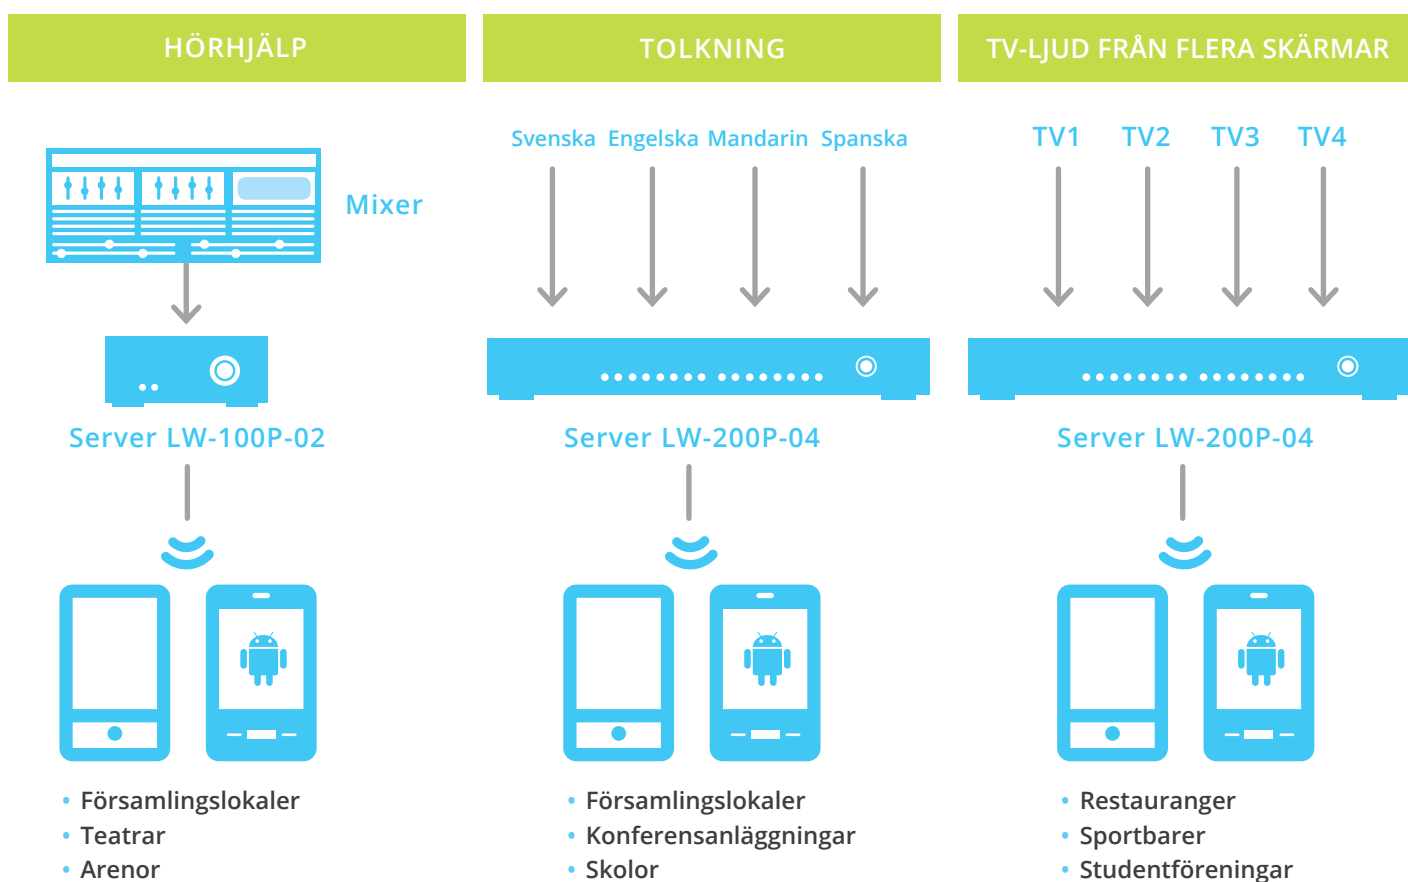 HÖRHJÄLP
Mixer
Server LW-100P-02
• Församlingslokaler
• Teatrar
• Arenor
TOLKNING
Svenska Engelska Mandarin Spanska
Server LW-200P-04
• Församlingslokaler
• Konferensanläggningar
• Skolor
TV-LJUD FRÅN FLERA SKÄRMAR
TV1 TV2 TV3 TV4
Server LW-200P-04
• Restauranger
• Sportbarer
• Studentföreningar